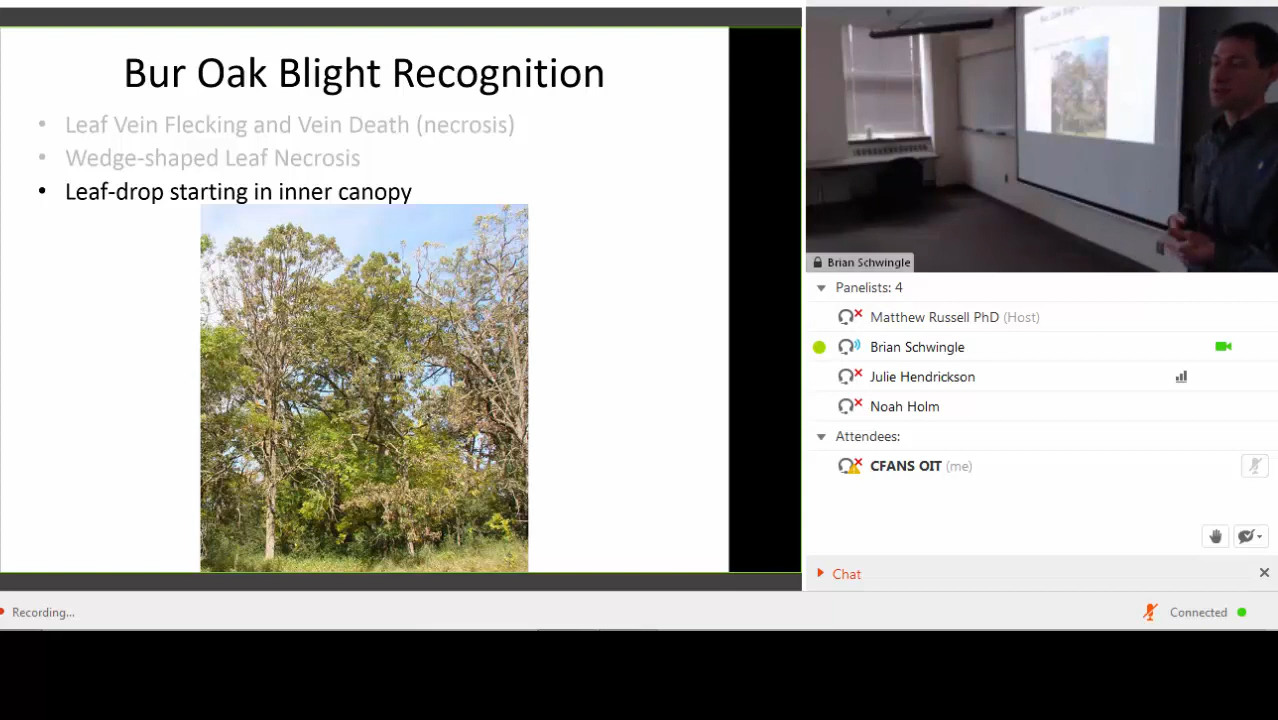 Bur Oak Blight Recognition
• Leaf Vein Flecking and Vein Death (necrosis)
• Wedge-shaped Leaf Necrosis
• Leaf-drop starting in inner canopy
Brian Schwingle
Panelists: 4
Matthew Russell PhD (Host)
Brian Schwingle
Julie Hendrickson
Noah Holm
Attendees:
CFANS OIT (me)
Chat
Recording...
Connected